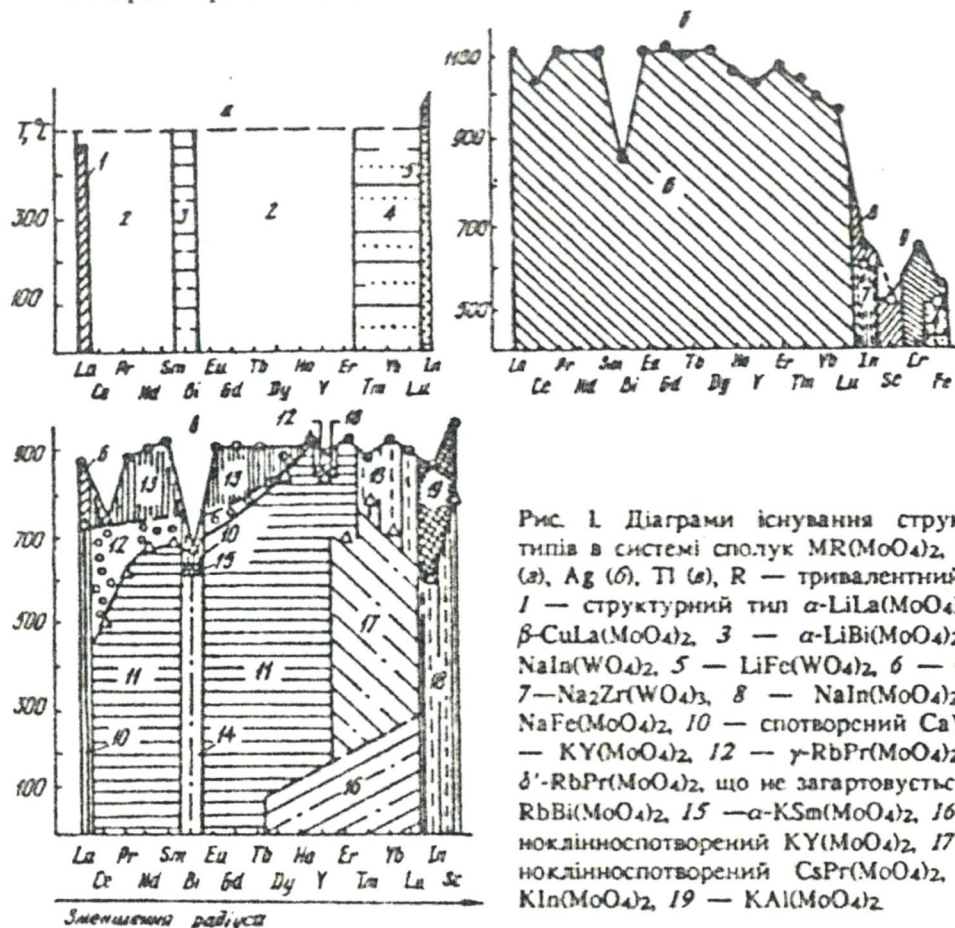 а
T, °C
300
100
1
2
3
2
4
5
La Pr Sm Eu Tb Ho Er Yb In
Ce Nd Bi Gd Dy Y Tm Lu
б
1100
900
700
500
6
8
9
7
La Pr Sm Eu Tb Ho Er Yb In Cr
Ce Nd Bi Gd Dy Y Tm Lu Sc Fe
в
12 18
900
700
500
300
100
6
13
13
13
12
10
15
19
11
11
17
10
14
16
18
La Pr Sm Eu Tb Ho Er Yb In
Ce Nd Bi Gd Dy Y Tm Lu Sc
Зменшення радіуса
Рис. 1. Діаграми існування струк
типів в системі сполук MR(MoO₄)₂,
(а), Ag (б), Tl (в), R — тривалентний
1 — структурний тип α-LiLa(MoO₄)
β-CuLa(MoO₄)₂, 3 — α-LiBi(MoO₄)₂
NaIn(WO₄)₂, 5 — LiFe(WO₄)₂, 6 —
7—Na₂Zr(WO₄)₃, 8 — NaIn(MoO₄)₂
NaFe(MoO₄)₂, 10 — спотворений Ca
— KY(MoO₄)₂, 12 — γ-RbPr(MoO₄)₂
δ'-RbPr(MoO₄)₂, що не загартовуєтьс
RbBi(MoO₄)₂, 15 —α-KSm(MoO₄)₂, 16
ноклінноспотворений KY(MoO₄)₂, 17
ноклінноспотворений CsPr(MoO₄)₂,
KIn(MoO₄)₂, 19 — KAl(MoO₄)₂